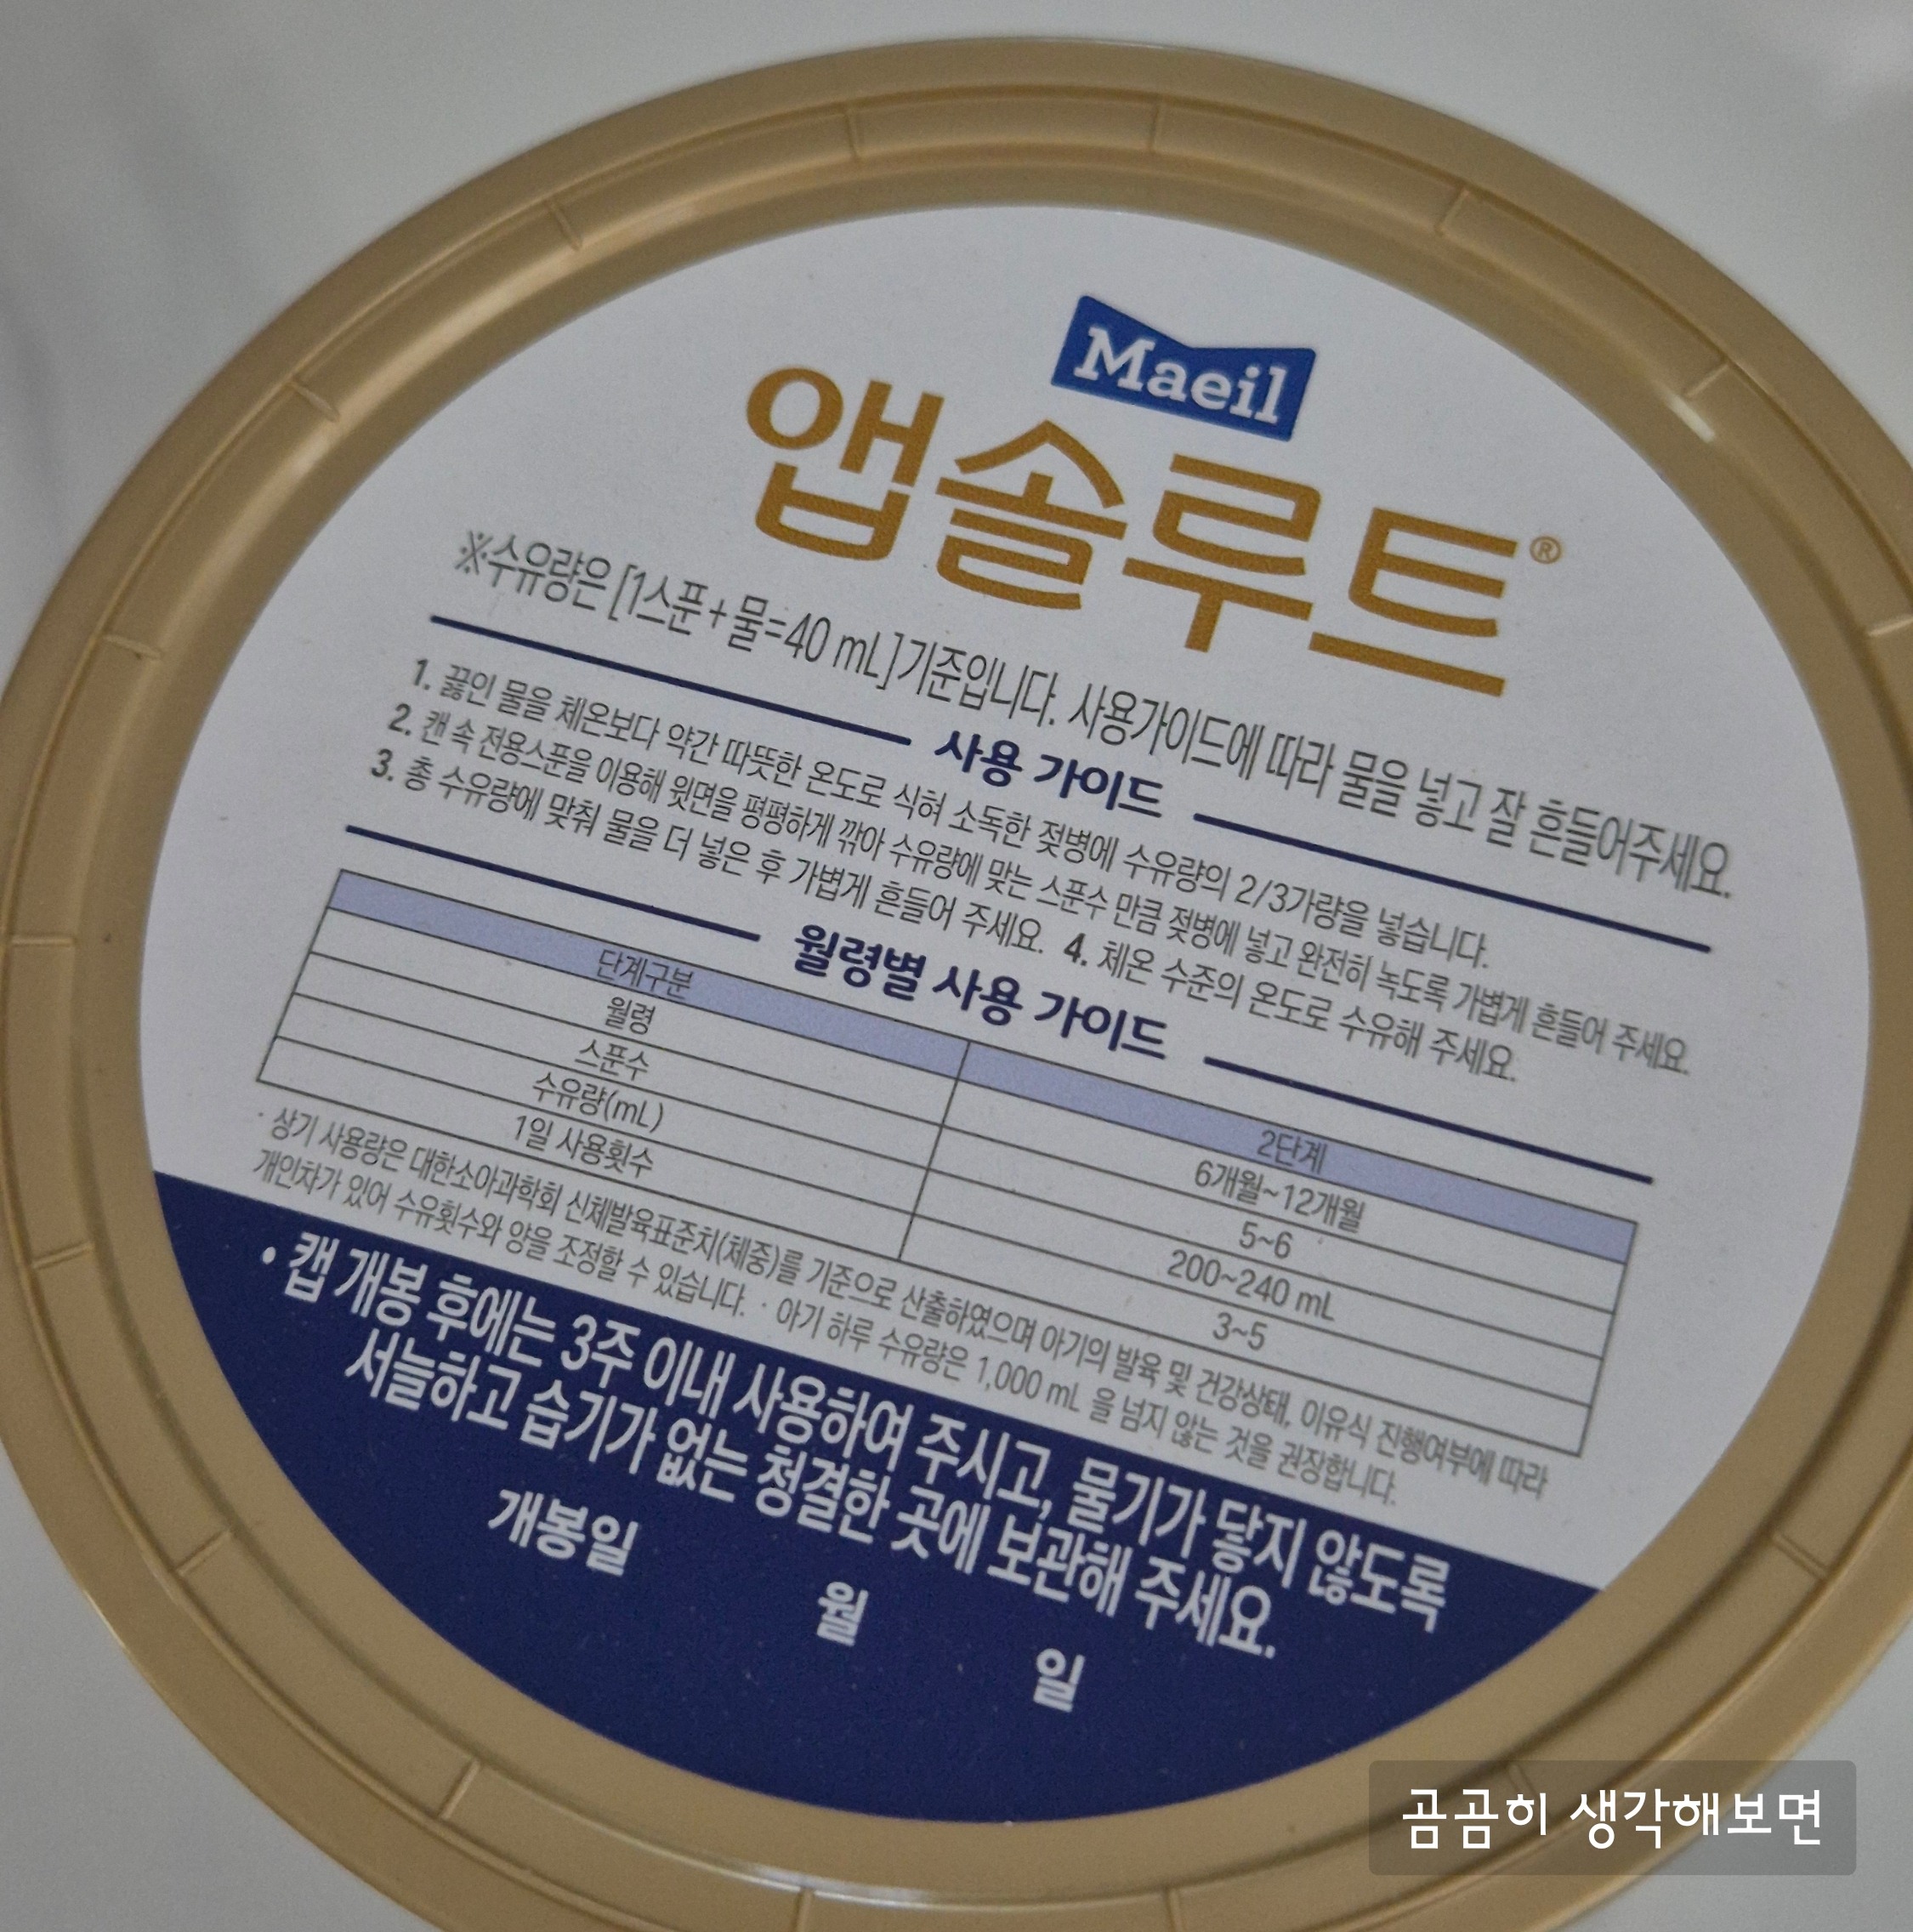 Maeil
앱솔루트®
※수유량은 [1스푼+물=40 mL]기준입니다. 사용가이드에 따라 물을 넣고 잘 흔들어주세요.
사용 가이드
1. 끓인 물을 체온보다 약간 따뜻한 온도로 식혀 소독한 젖병에 수유량의 2/3가량을 넣습니다.
2. 캔 속 전용스푼을 이용해 윗면을 평평하게 깎아 수유량에 맞는 스푼수 만큼 젖병에 넣고 완전히 녹도록 가볍게 흔들어 주세요.
3. 총 수유량에 맞춰 물을 더 넣은 후 가볍게 흔들어 주세요. 4. 체온 수준의 온도로 수유해 주세요.
월령별 사용 가이드
단계구분 2단계
월령 6개월~12개월
스푼수 5~6
수유량(mL) 200~240 mL
1일 사용횟수 3~5
· 상기 사용량은 대한소아과학회 신체발육표준치(체중)를 기준으로 산출하였으며 아기의 발육 및 건강상태, 이유식 진행여부에 따라
개인차가 있어 수유횟수와 양을 조정할 수 있습니다. · 아기 하루 수유량은 1,000 mL 을 넘지 않는 것을 권장합니다.
• 캡 개봉 후에는 3주 이내 사용하여 주시고, 물기가 닿지 않도록
서늘하고 습기가 없는 청결한 곳에 보관해 주세요.
개봉일 월 일
곰곰히 생각해보면